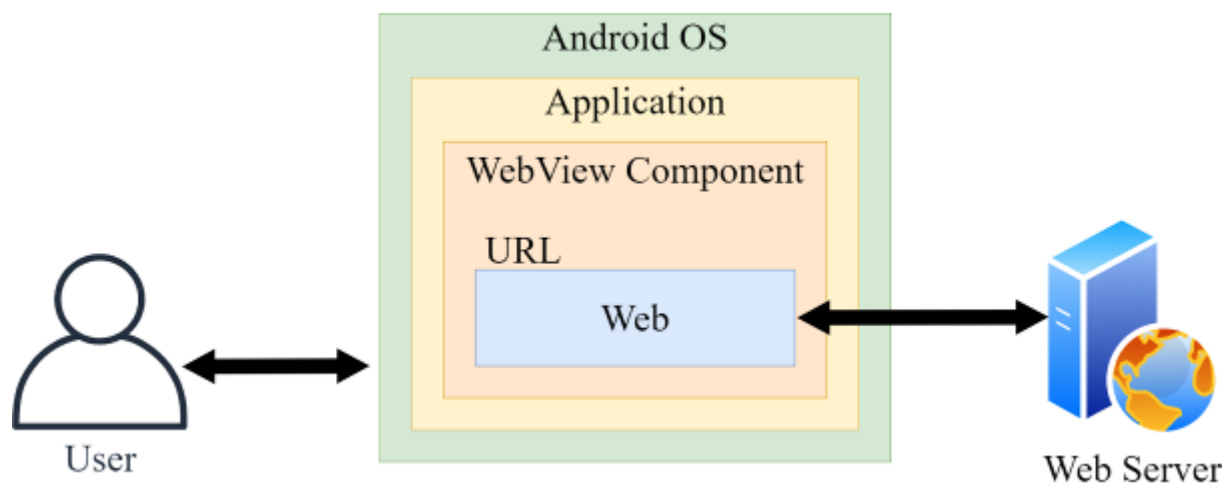 Android OS
Application
WebView Component
URL
Web
User
Web Server